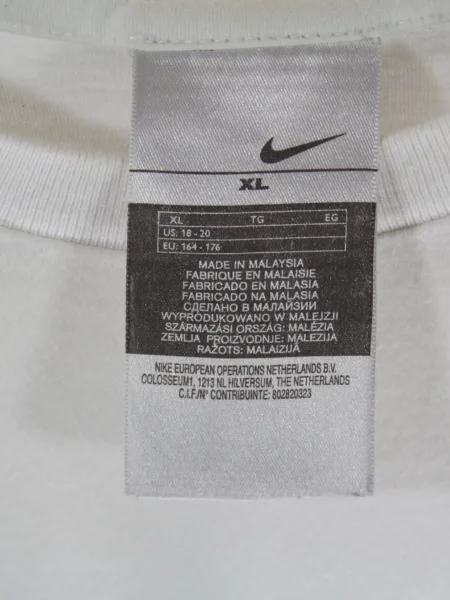 XL
XL TG EG
US: 18 - 20
EU: 164 - 176
MADE IN MALAYSIA
FABRIQUE EN MALAISIE
FABRICADO EN MALASIA
FABRICADO NA MALASIA
СДЕЛАНО В МАЛАЙЗИИ
WYPRODUKOWANO W MALEJZJI
SZÁRMAZÁSI ORSZÁG: MALÉZIA
ZEMLJA PROIZVODNJE: MALEZIJA
RAŽOTS: MALAIZIJĀ
NIKE EUROPEAN OPERATIONS NETHERLANDS B.V.
COLOSSEUM1, 1213 NL HILVERSUM, THE NETHERLANDS
C.I.F./N° CONTRIBUINTE: 802820323